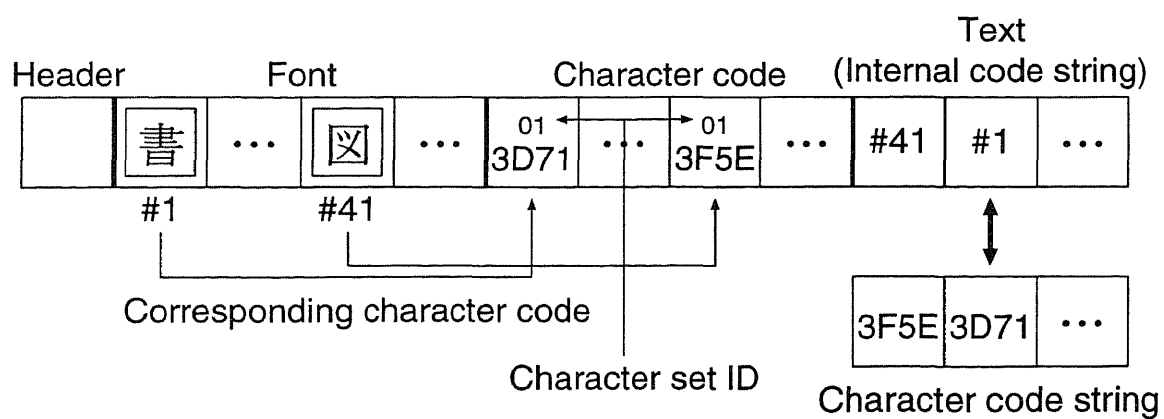 Text
Header Font Character code (Internal code string)
書 ••• 図 ••• 01 3D71 ••• 01 3F5E ••• #41 #1 •••
#1 #41
Corresponding character code
3F5E 3D71 •••
Character set ID
Character code string